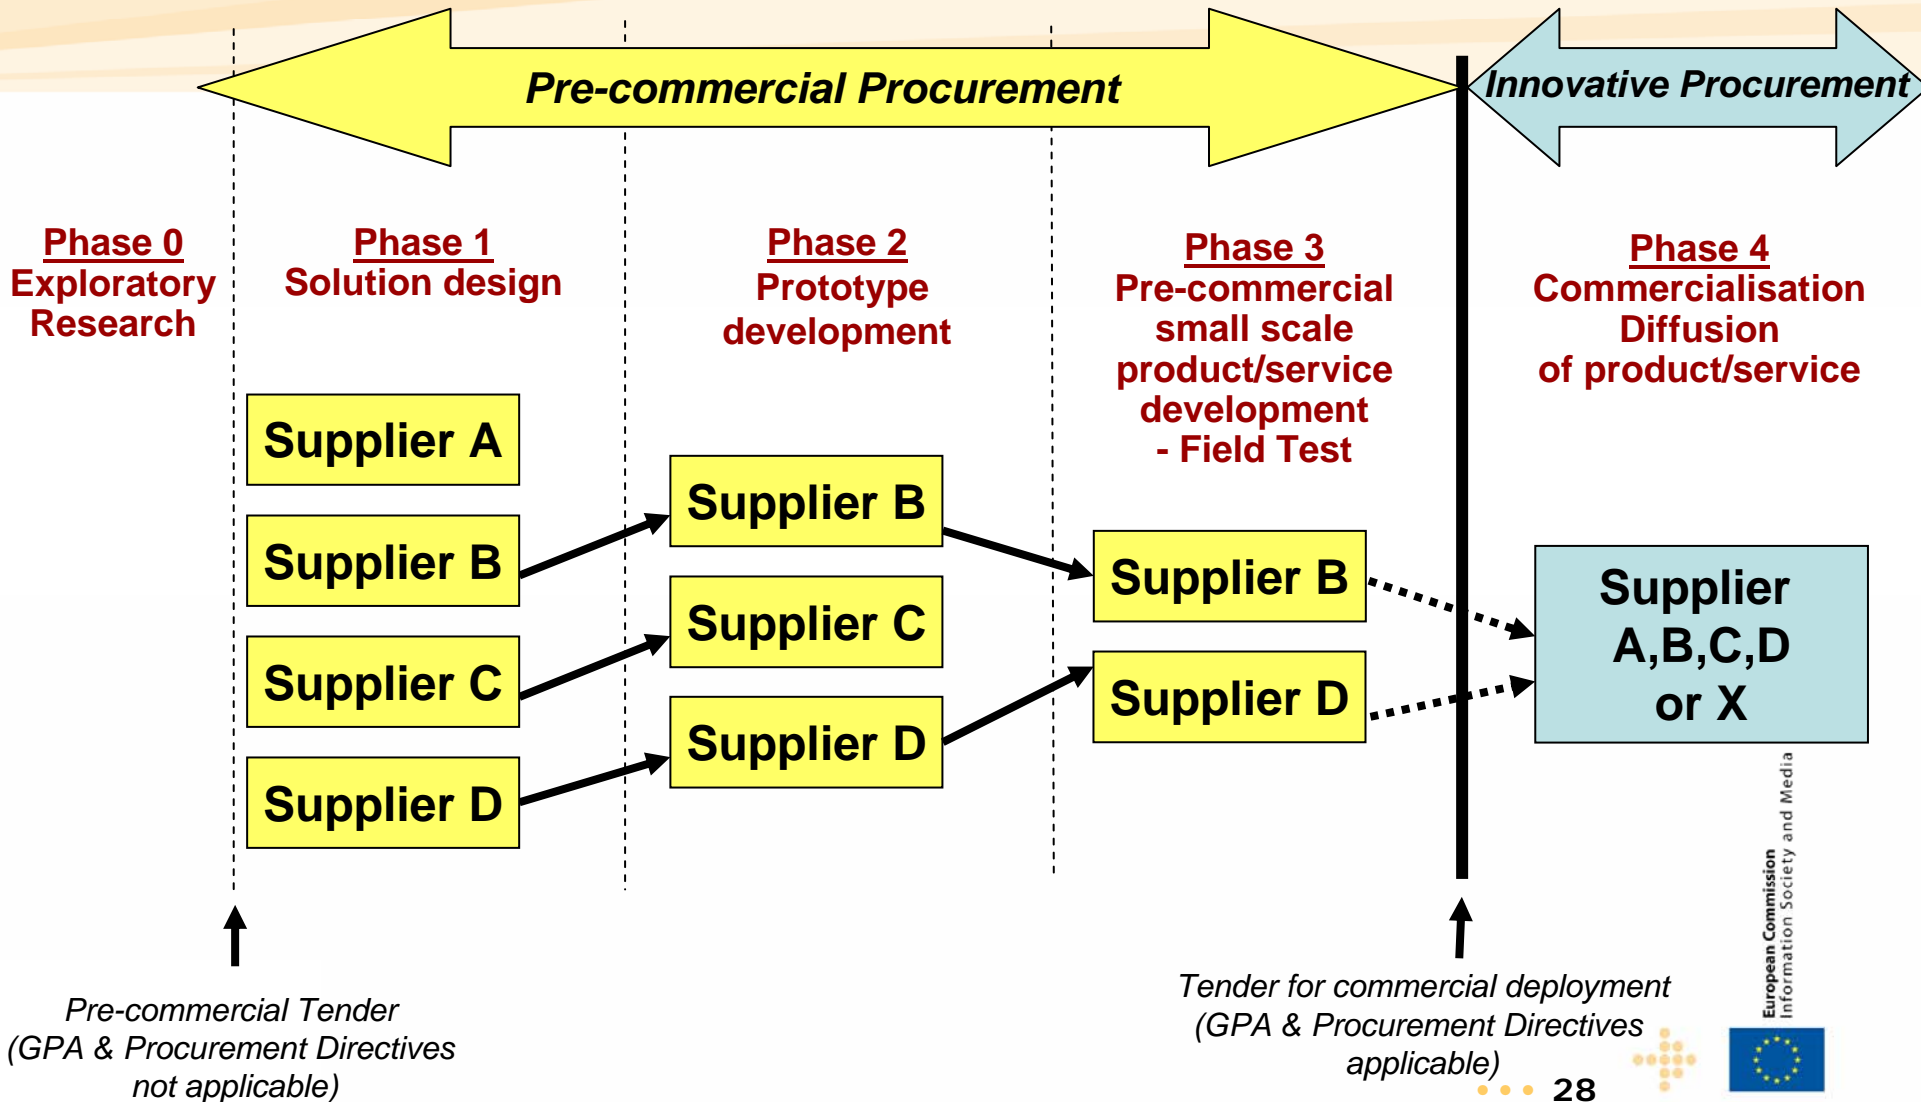 Pre-commercial Procurement
Innovative Procurement
Phase 0
Exploratory
Research
Phase 1
Solution design
Phase 2
Prototype
development
Phase 3
Pre-commercial
small scale
product/service
development
- Field Test
Phase 4
Commercialisation
Diffusion
of product/service
Supplier A
Supplier B
Supplier C
Supplier D
Supplier B
Supplier C
Supplier D
Supplier B
Supplier D
Supplier
A,B,C,D
or X
Pre-commercial Tender
(GPA & Procurement Directives
not applicable)
Tender for commercial deployment
(GPA & Procurement Directives
applicable)
European Commission
Information Society and Media
28